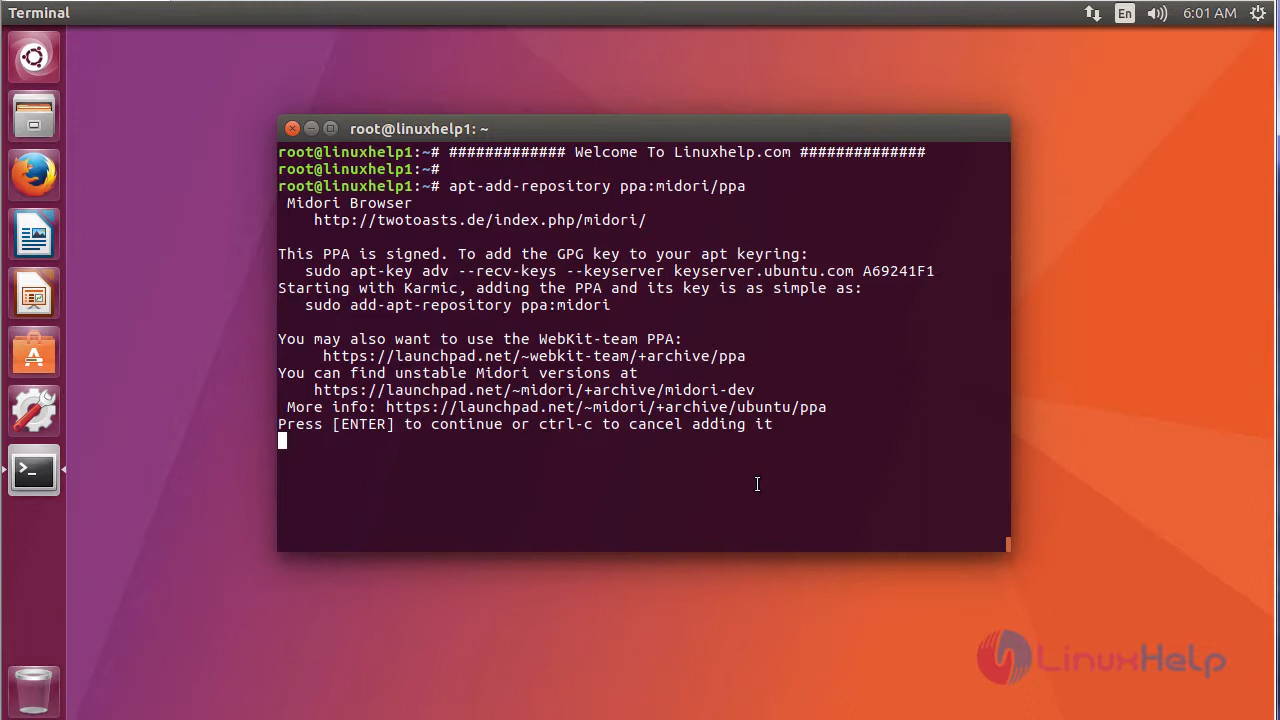 Terminal
En
6:01 AM
root@linuxhelp1: ~
root@linuxhelp1:~# ############# Welcome To Linuxhelp.com ##############
root@linuxhelp1:~#
root@linuxhelp1:~# apt-add-repository ppa:midori/ppa
Midori Browser
http://twotoasts.de/index.php/midori/
This PPA is signed. To add the GPG key to your apt keyring:
sudo apt-key adv --recv-keys --keyserver keyserver.ubuntu.com A69241F1
Starting with Karmic, adding the PPA and its key is as simple as:
sudo add-apt-repository ppa:midori
You may also want to use the WebKit-team PPA:
https://launchpad.net/~webkit-team/+archive/ppa
You can find unstable Midori versions at
https://launchpad.net/~midori/+archive/midori-dev
More info: https://launchpad.net/~midori/+archive/ubuntu/ppa
Press [ENTER] to continue or ctrl-c to cancel adding it
LinuxHelp